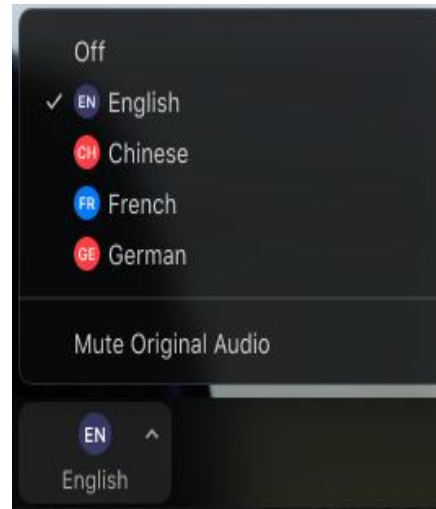 Off
EN English
CH Chinese
FR French
GE German
Mute Original Audio
EN
English